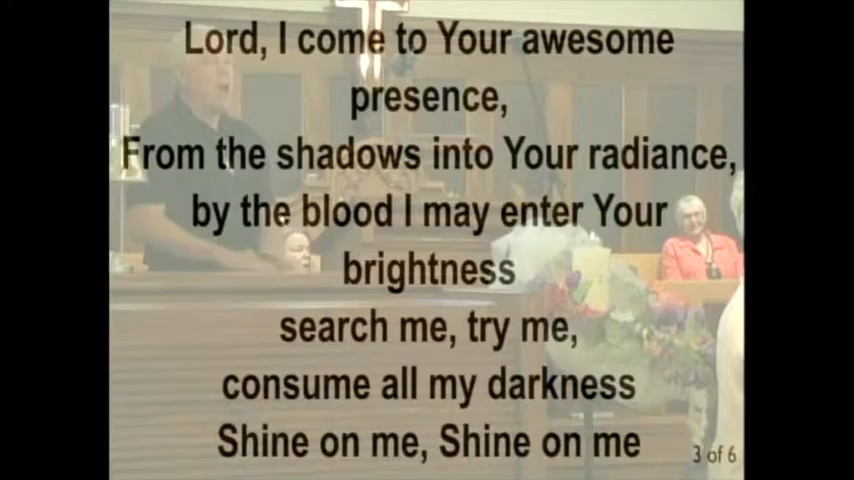 Lord, I come to Your awesome
presence,
From the shadows into Your radiance,
by the blood I may enter Your
brightness
search me, try me,
consume all my darkness
Shine on me, Shine on me
3 of 6